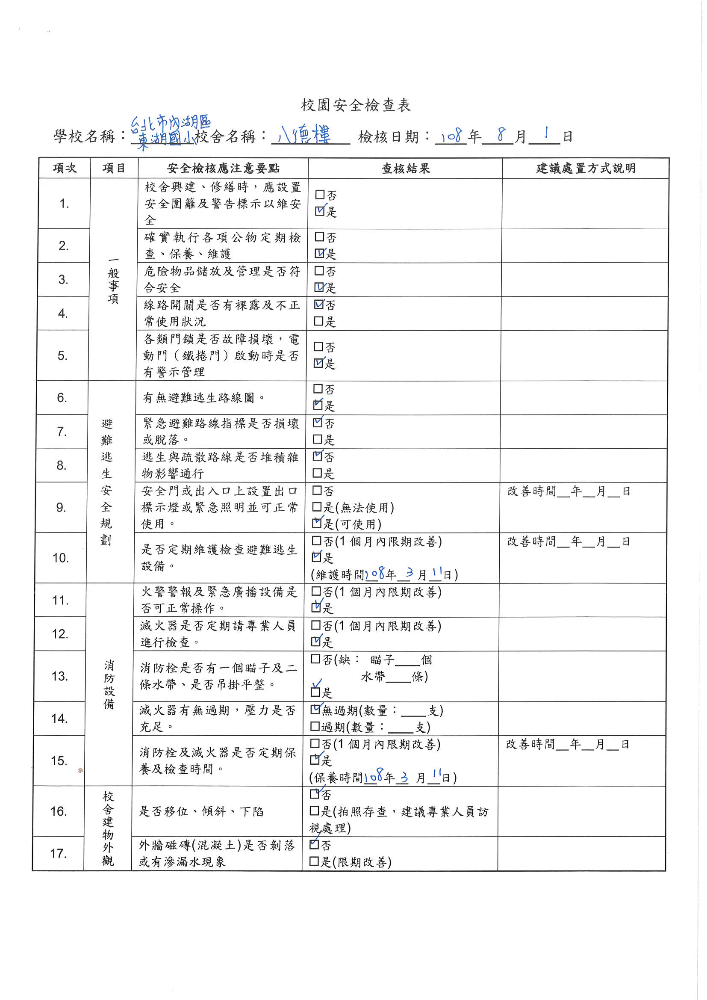 校園安全檢查表
台北市內湖區
學校名稱：東湖國小校舍名稱：八德樓 檢核日期：108年8月1日
項次 項目 安全檢核應注意要點 查核結果 建議處置方式說明
一般事項
1. 校舍興建、修繕時，應設置
安全圍籬及警告標示以維安
全
□否
☑是
2. 確實執行各項公物定期檢
查、保養、維護
□否
☑是
3. 危險物品儲放及管理是否符
合安全
□否
☑是
4. 線路開關是否有裸露及不正
常使用狀況
☑否
□是
5. 各類門鎖是否故障損壞，電
動門（鐵捲門）啟動時是否
有警示管理
□否
☑是
避難逃生安全規劃
6. 有無避難逃生路線圖。
□否
☑是
7. 緊急避難路線指標是否損壞
或脫落。
☑否
□是
8. 逃生與疏散路線是否堆積雜
物影響通行
☑否
□是
9. 安全門或出入口上設置出口
標示燈或緊急照明並可正常
使用。
□否
□是(無法使用)
☑是(可使用)
改善時間__年__月__日
10. 是否定期維護檢查避難逃生
設備。
□否(1 個月內限期改善)
☑是
(維護時間108年3月11日)
改善時間__年__月__日
消防設備
11. 火警警報及緊急廣播設備是
否可正常操作。
□否(1 個月內限期改善)
☑是
12. 滅火器是否定期請專業人員
進行檢查。
□否(1 個月內限期改善)
☑是
13. 消防栓是否有一個瞄子及二
條水帶、是否吊掛平整。
□否(缺： 瞄子____個
水帶____條)
☑是
14. 滅火器有無過期，壓力是否
充足。
☑無過期(數量：____支)
□過期(數量：____支)
15. 消防栓及滅火器是否定期保
養及檢查時間。
□否(1 個月內限期改善)
☑是
(保養時間108年3月11日)
改善時間__年__月__日
校舍建物外觀
16. 是否移位、傾斜、下陷
☑否
□是(拍照存查，建議專業人員訪
視處理)
17. 外牆磁磚(混凝土)是否剝落
或有滲漏水現象
☑否
□是(限期改善)